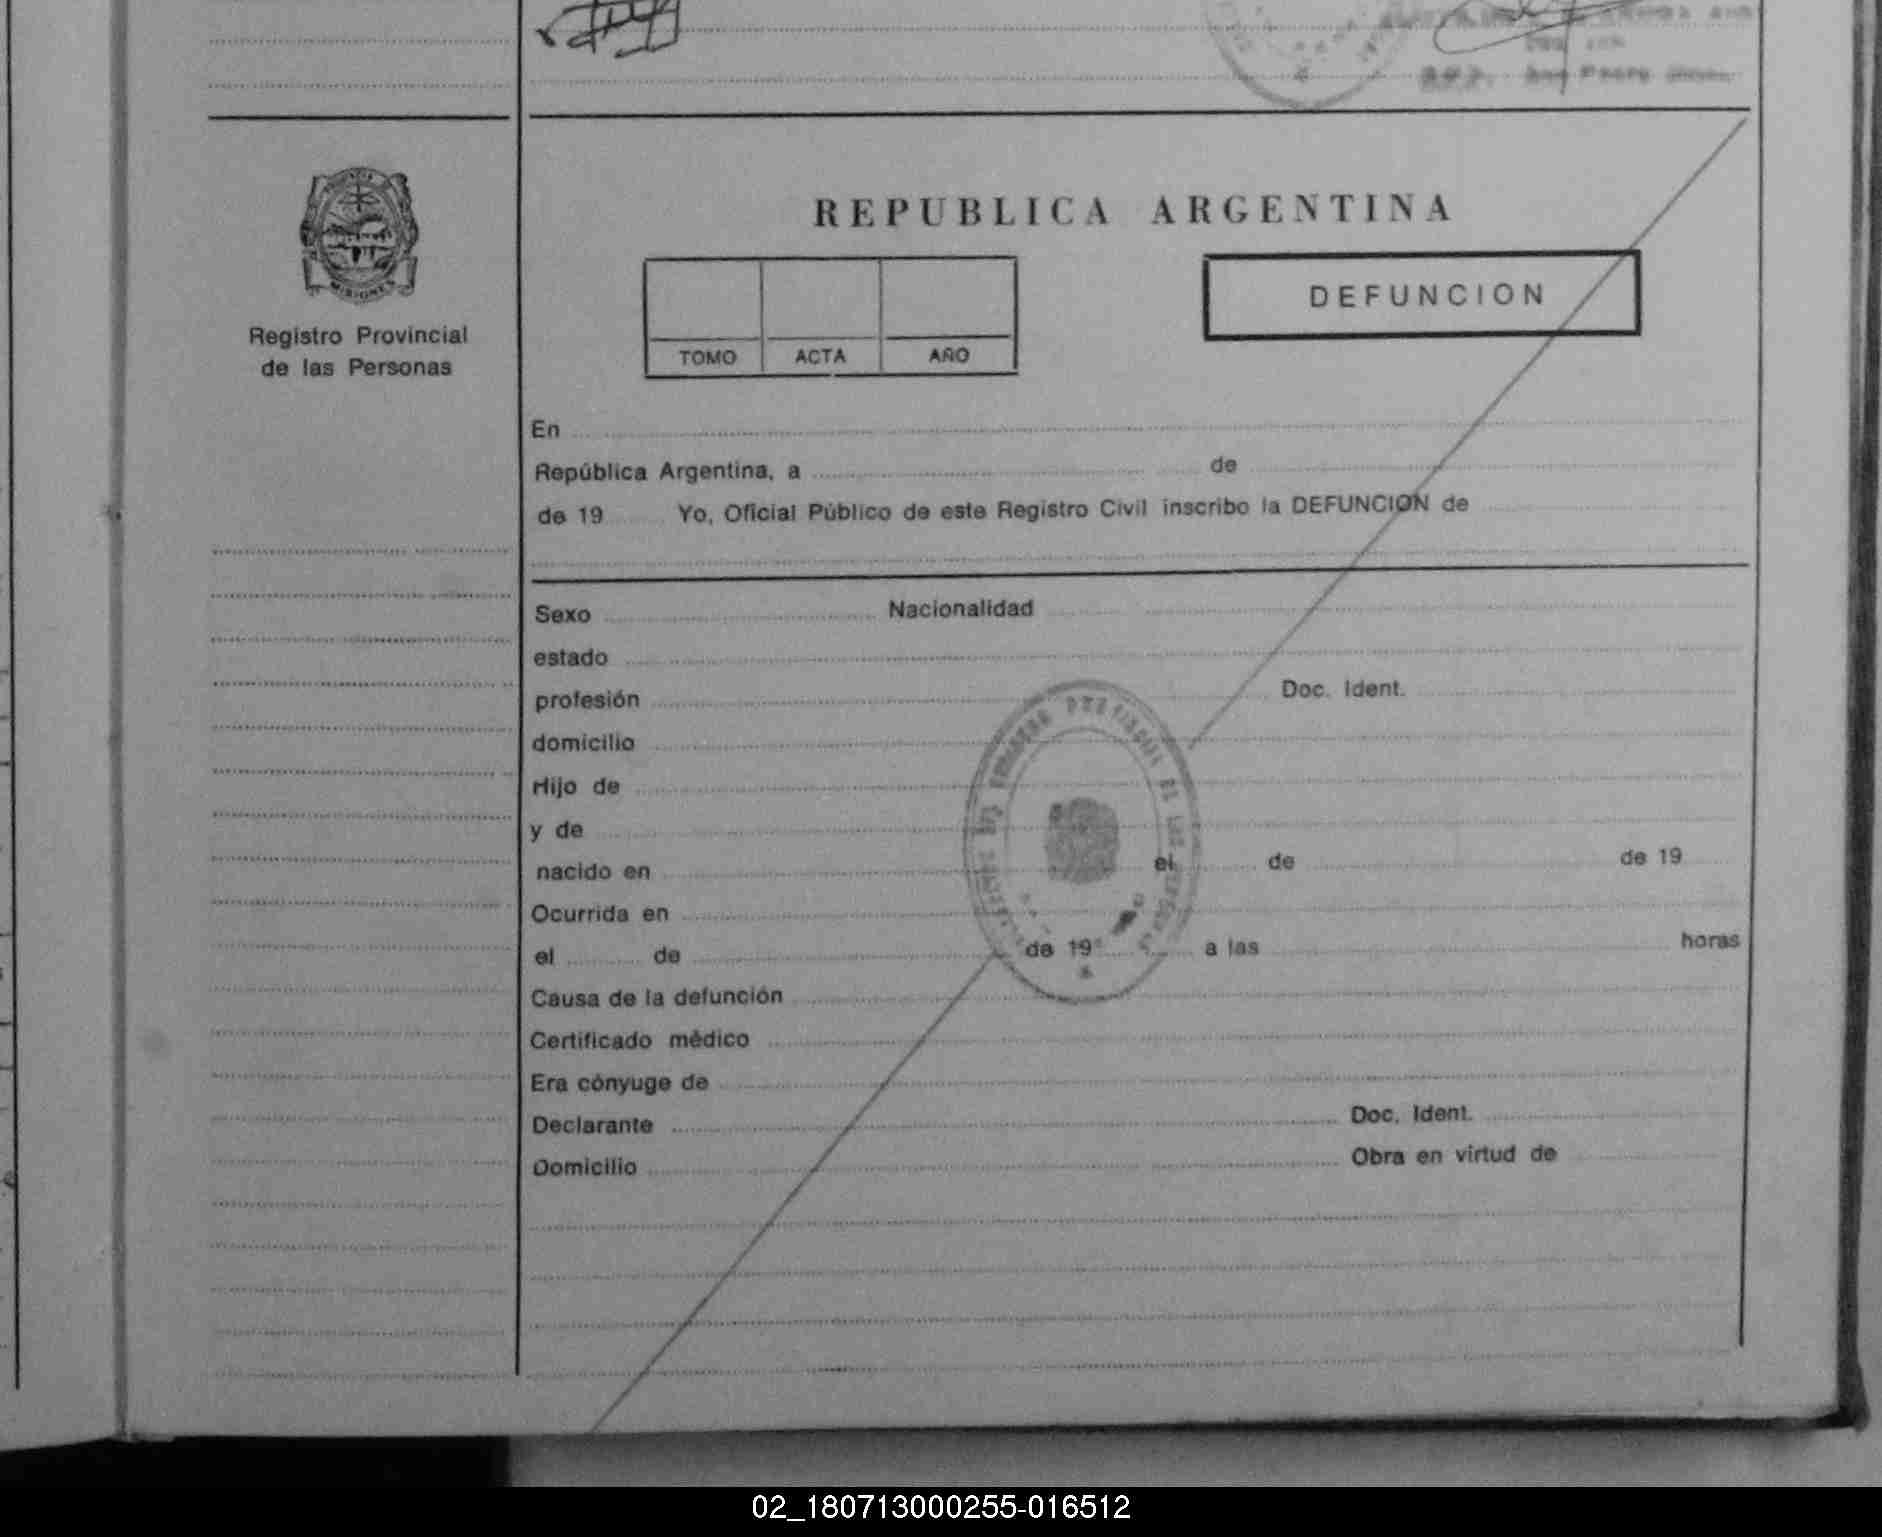 MISIONES
Registro Provincial
de las Personas
REPUBLICA ARGENTINA
DEFUNCION
TOMO ACTA AÑO
En
República Argentina, a de
de 19 Yo, Oficial Público de este Registro Civil inscribo la DEFUNCION de
Sexo Nacionalidad
estado
profesión Doc. Ident.
domicilio
Hijo de
y de
nacido en el de de 19
Ocurrida en
el de de 19 a las horas
Causa de la defunción
Certificado médico
Era cónyuge de
Declarante Doc. Ident.
Domicilio Obra en virtud de
02_180713000255-016512